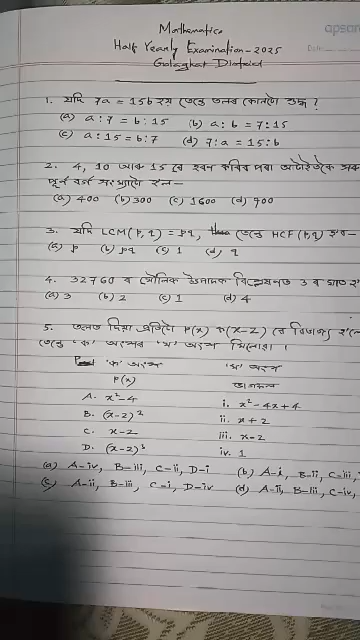 apsara
Mathematics
Date
Half Yearly Examination - 2025
Golaghat District
1. যদি 7a = 15b হয় তেন্তে তলৰ কোনটো শুদ্ধ ?
(a) a : 7 = b : 15 (b) a : b = 7 : 15
(c) a : 15 = b : 7 (d) 7 : a = 15 : b
2. 4, 10 আৰু 15 ৰে হৰণ কৰিব পৰা আটাইতকৈ সৰু
পূৰ্ণ বৰ্গ সংখ্যাটো হ'ল—
(a) 400 (b) 300 (c) 1600 (d) 900
3. যদি LCM(p, q) = pq, তেন্তে HCF(p, q) হ'ব—
(a) p (b) pq (c) 1 (d) q
4. 32760 ৰ মৌলিক উৎপাদক বিশ্লেষণত 3 ৰ ঘাত হ'
(a) 3 (b) 2 (c) 1 (d) 4
5. তলত দিয়া প্ৰতিটো P(x) ক (x-2) ৰে বিভাজ্য হ'লে
তেন্তে 'ক' অংশৰ 'খ' অংশ মিলোৱা ।
'ক' অংশ 'খ' অংশ
P(x) ভাগফল
A. x²-4 i. x²-4x+4
B. (x-2)² ii. x+2
C. x-2 iii. x-2
D. (x-2)³ iv. 1
(a) A-iv, B-iii, C-ii, D-i (b) A-i, B-ii, C-iii,
(c) A-ii, B-iii, C-i, D-iv (d) A-ii, B-iii, C-iv,